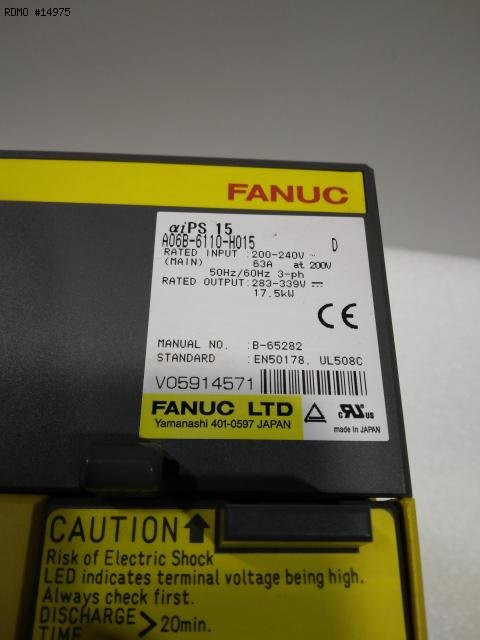 RDMO #14975
FANUC
αiPS 15
A06B-6110-H015 D
RATED INPUT :200-240V ~
(MAIN) 63A at 200V
50Hz/60Hz 3-ph
RATED OUTPUT:283-339V ⎓
17.5kW
CE
MANUAL NO. :B-65282
STANDARD :EN50178, UL508C
V05914571
FANUC LTD
Yamanashi 401-0597 JAPAN
c RU US
made in JAPAN
CAUTION
Risk of Electric Shock
LED indicates terminal voltage being high.
Always check first.
DISCHARGE > 20min.
TIME